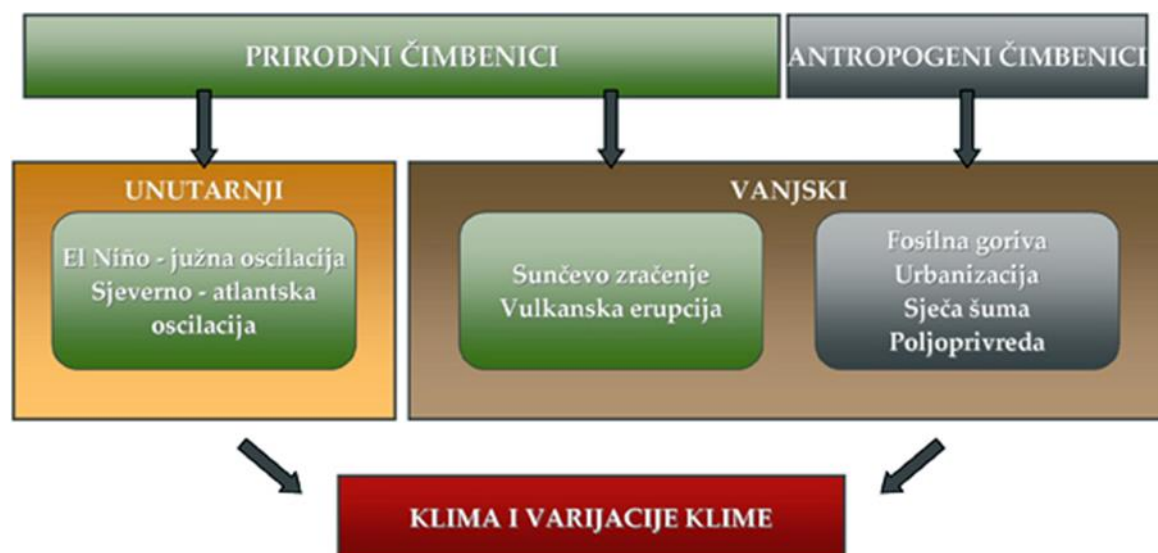 PRIRODNI ČIMBENICI
ANTROPOGENI ČIMBENICI
UNUTARNJI
El Niño - južna oscilacija
Sjeverno - atlantska
oscilacija
VANJSKI
Sunčevo zračenje
Vulkanska erupcija
Fosilna goriva
Urbanizacija
Sječa šuma
Poljoprivreda
KLIMA I VARIJACIJE KLIME